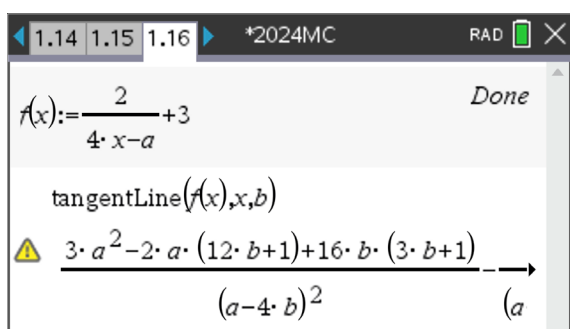 1.14 1.15 1.16 *2024MC RAD
f(x):=2/(4·x−a)+3 Done
tangentLine(f(x),x,b)
(3·a²−2·a·(12·b+1)+16·b·(3·b+1))/(a−4·b)² − (a